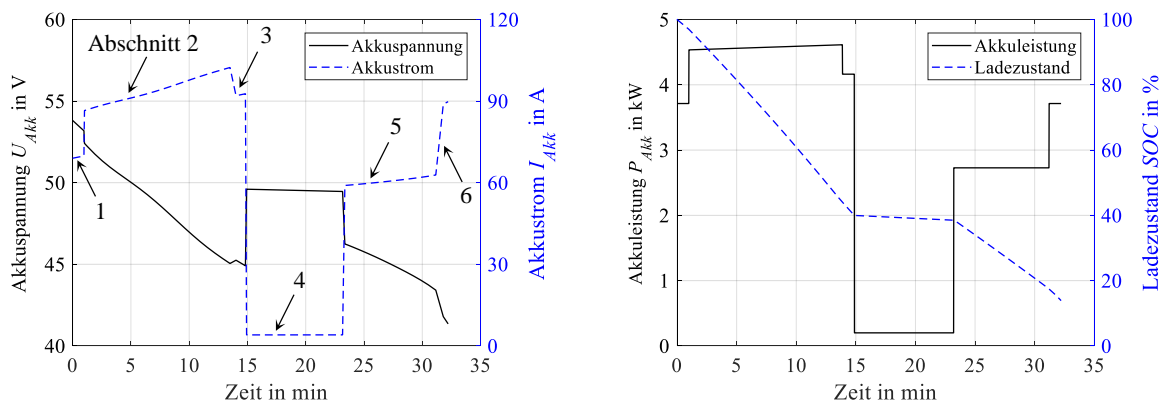 60
55
50
45
40
Akkuspannung U_Akk in V
120
90
60
30
0
Akkustrom I_Akk in A
Abschnitt 2
3
Akkuspannung
Akkustrom
1
5
6
4
0 5 10 15 20 25 30 35
Zeit in min
5
4
3
2
1
0
Akkuleistung P_Akk in kW
100
80
60
40
20
0
Ladezustand SOC in %
Akkuleistung
Ladezustand
0 5 10 15 20 25 30 35
Zeit in min